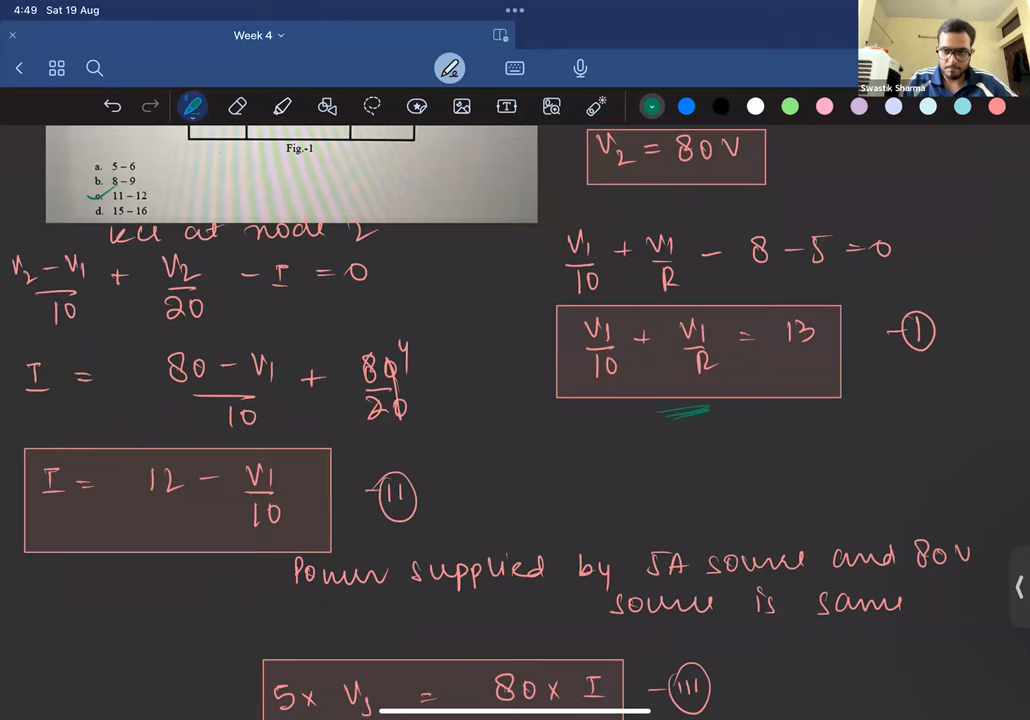 4:49 Sat 19 Aug
Week 4
Swastik Sharma
Fig.-1
a. 5 – 6
b. 8 – 9
c. 11 – 12
d. 15 – 16
V2 = 80V
KCL at node 2
(V2 - V1)/10 + V2/20 - I = 0
V1/10 + V1/R - 8 - 5 = 0
V1/10 + V1/R = 13 - I
I = (80 - V1)/10 + 80/20 4
I = 12 - V1/10 - II
Power supplied by 5A source and 80V
source is same
5 x V1 = 80 x I - III